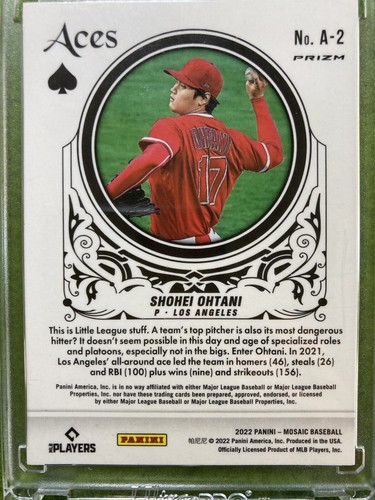 Aces
No. A-2
PRIZM
17
SHOHEI OHTANI
P · LOS ANGELES
This is Little League stuff. A team's top pitcher is also its most dangerous
hitter? It doesn't seem possible in this day and age of specialized roles
and platoons, especially not in the bigs. Enter Ohtani. In 2021,
Los Angeles' all-around ace led the team in homers (46), steals (26)
and RBI (100) plus wins (nine) and strikeouts (156).
Panini America, Inc. is in no way affiliated with either Major League Baseball or Major League Baseball
Properties, Inc. nor have these trading cards been prepared, approved, endorsed, or licensed
by either Major League Baseball or Major League Baseball Properties, Inc.
PLAYERS
PANINI
2022 PANINI – MOSAIC BASEBALL
帕尼尼 © 2022 Panini America, Inc. Produced in the USA.
Officially Licensed Product of MLB Players, Inc.